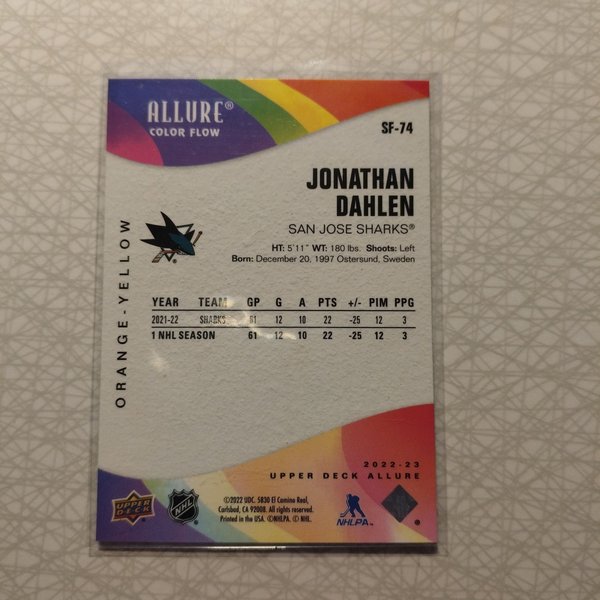 ALLURE®
COLOR FLOW
SF-74
JONATHAN
DAHLEN
SAN JOSE SHARKS®
HT: 5'11" WT: 180 lbs. Shoots: Left
Born: December 20, 1997 Ostersund, Sweden
ORANGE-YELLOW
YEAR TEAM GP G A PTS +/- PIM PPG
2021-22 SHARKS 61 12 10 22 -25 12 3
1 NHL SEASON 61 12 10 22 -25 12 3
2022-23
UPPER DECK ALLURE
UPPER DECK
NHL
©2022 UDC. 5830 El Camino Real,
Carlsbad, CA 92008. All rights reserved.
Printed in the USA. ©NHLPA. © NHL.
NHLPA